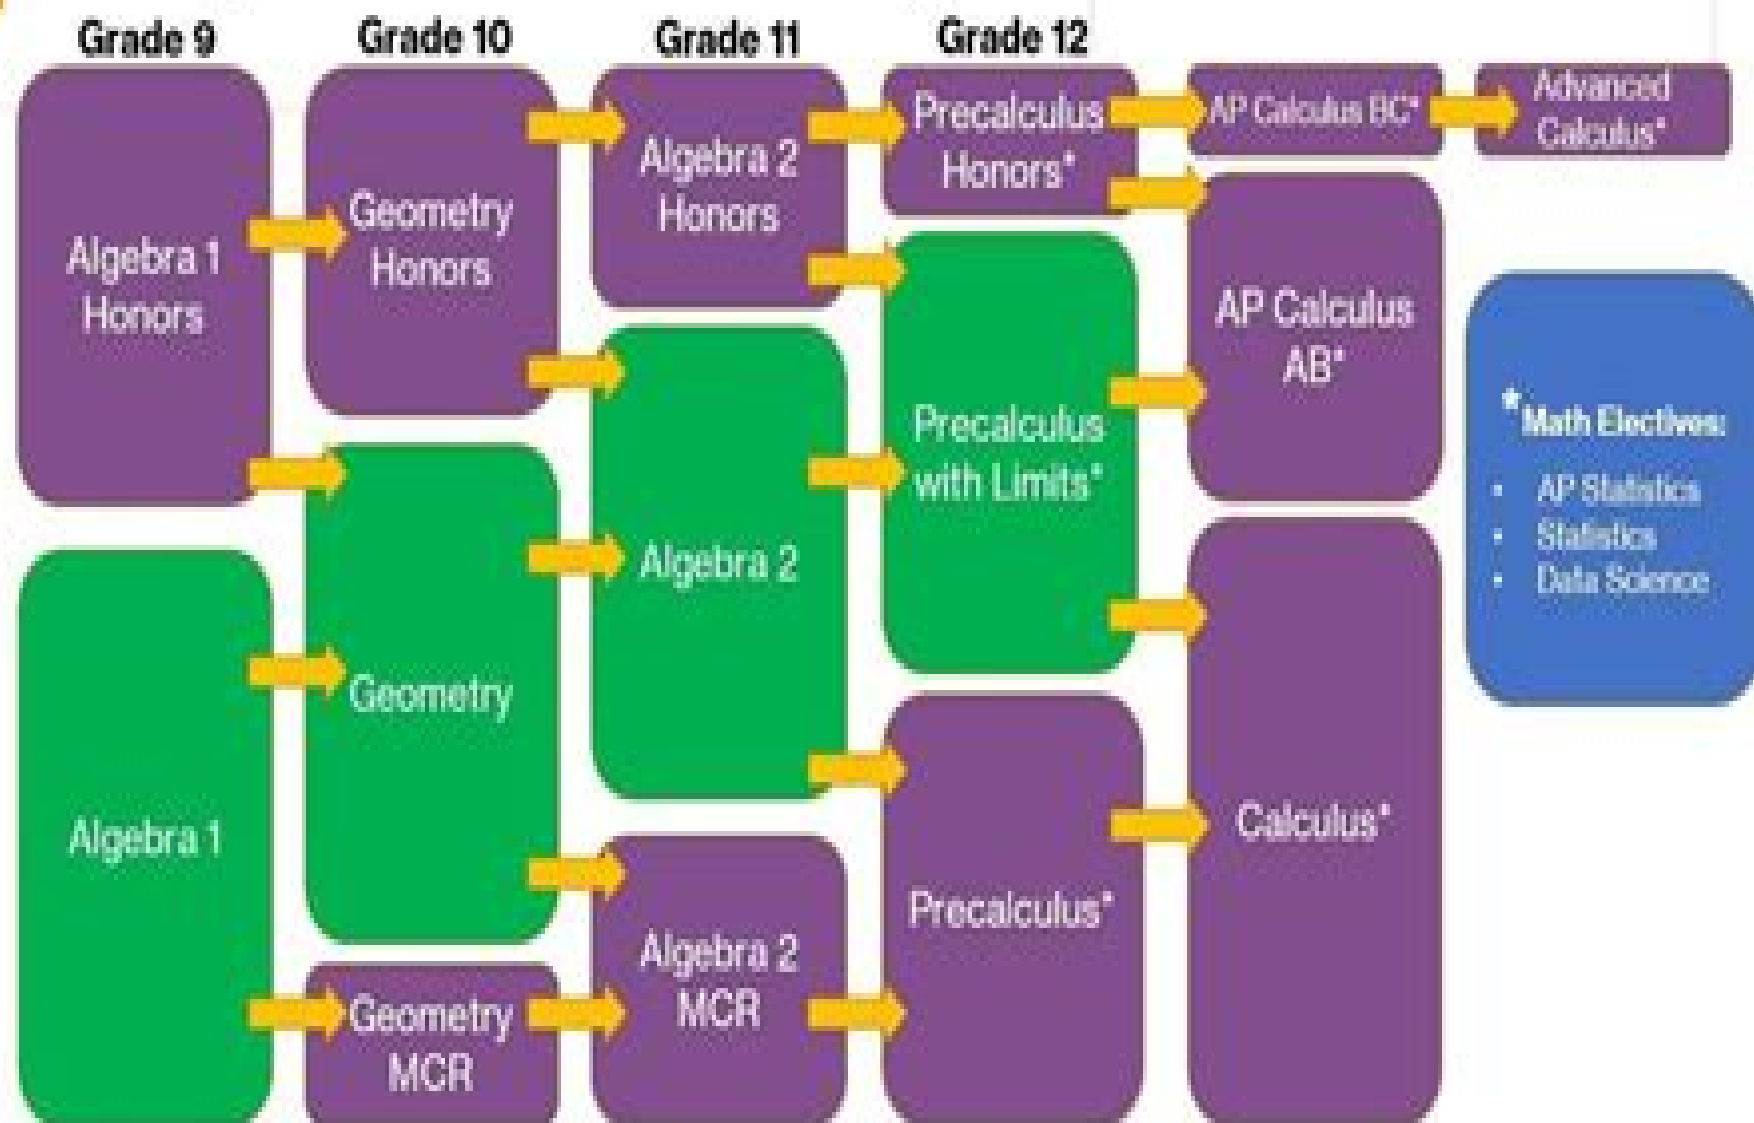 Grade 9
Grade 10
Grade 11
Grade 12
Algebra 1
Honors
Geometry
Honors
Algebra 2
Honors
Precalculus
Honors*
AP Calculus BC*
Advanced
Calculus*
Algebra 1
Geometry
Algebra 2
Precalculus
with Limits*
AP Calculus
AB*
Geometry
MCR
Algebra 2
MCR
Precalculus*
Calculus*
*Math Electives:
• AP Statistics
• Statistics
• Data Science